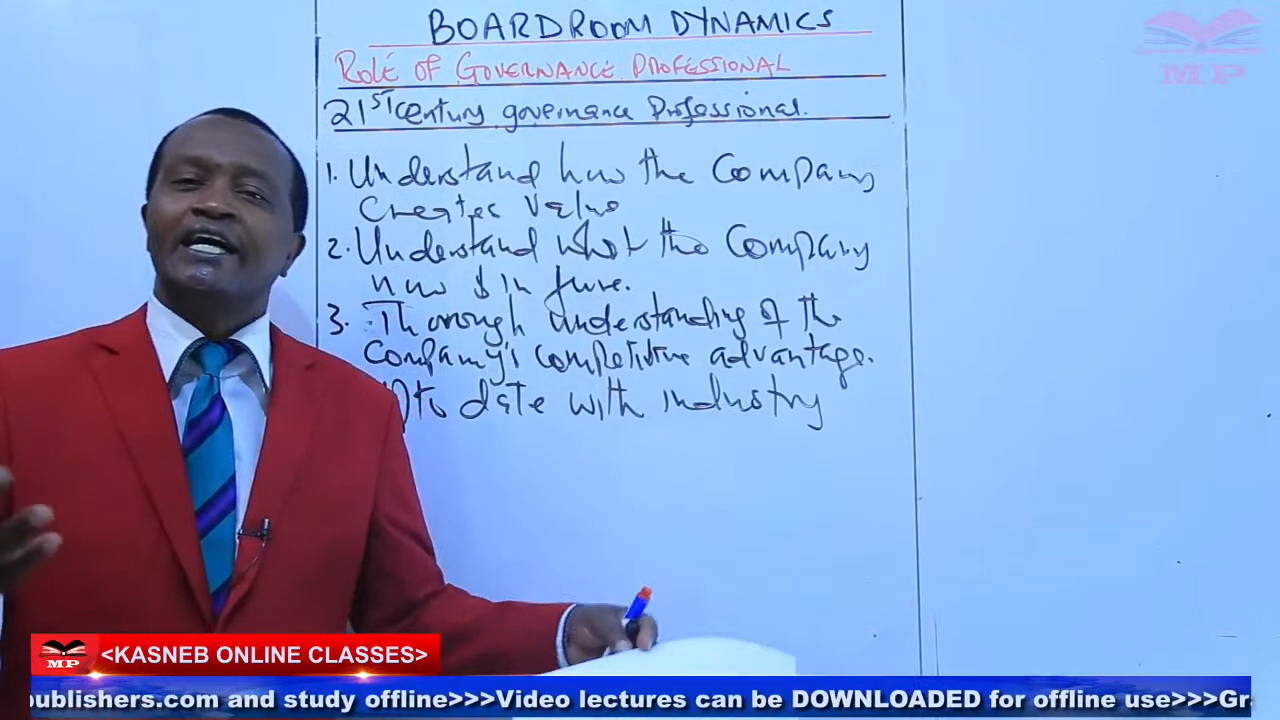 BOARDROOM DYNAMICS
ROLE OF GOVERNANCE PROFESSIONAL
21ST century governance Professional.
1. Understand how the Company
Creates Value
2. Understand what the Company
now & in
3. Thorough understanding of the
Company's competitive advantage.
to date with industry
MP
MP
<KASNEB ONLINE CLASSES>
publishers.com and study offline>>>Video lectures can be DOWNLOADED for offline use>>>Gr